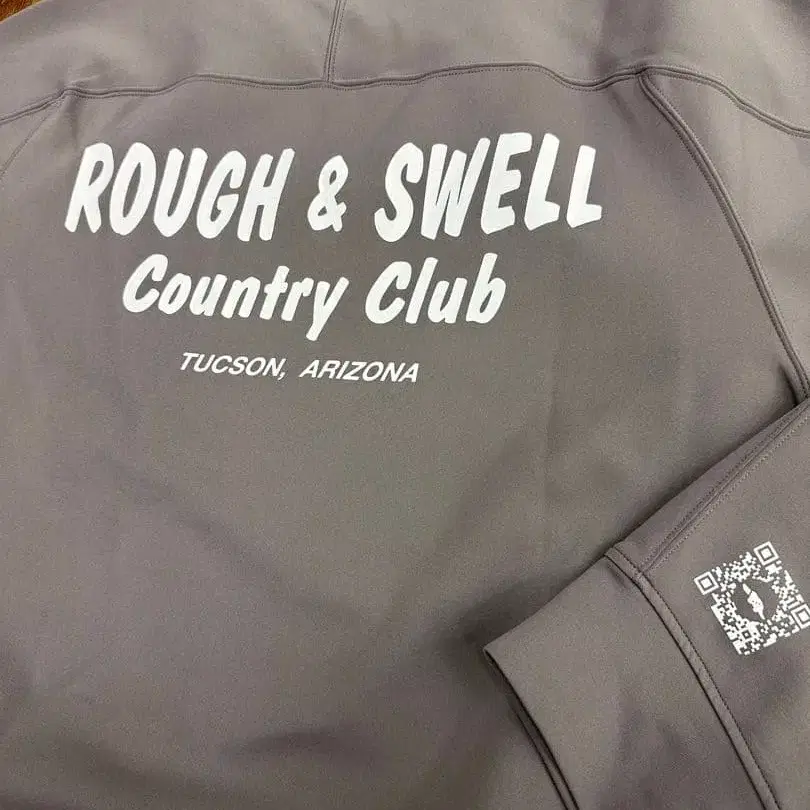 ROUGH & SWELL
Country Club
TUCSON, ARIZONA